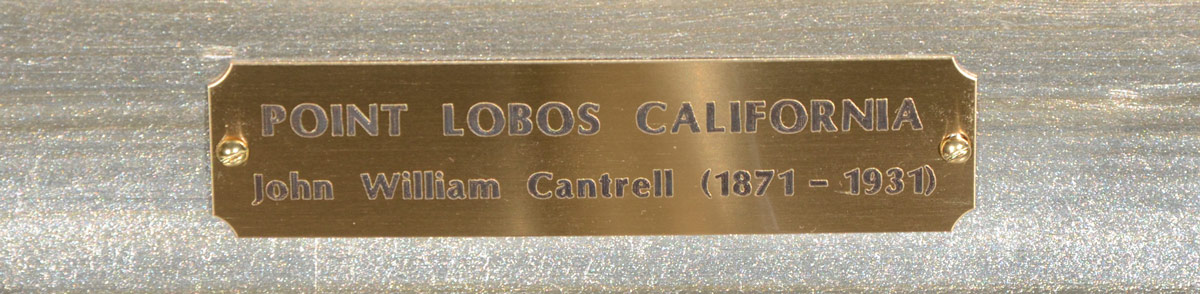 POINT LOBOS CALIFORNIA
John William Cantrell (1871 – 1931)